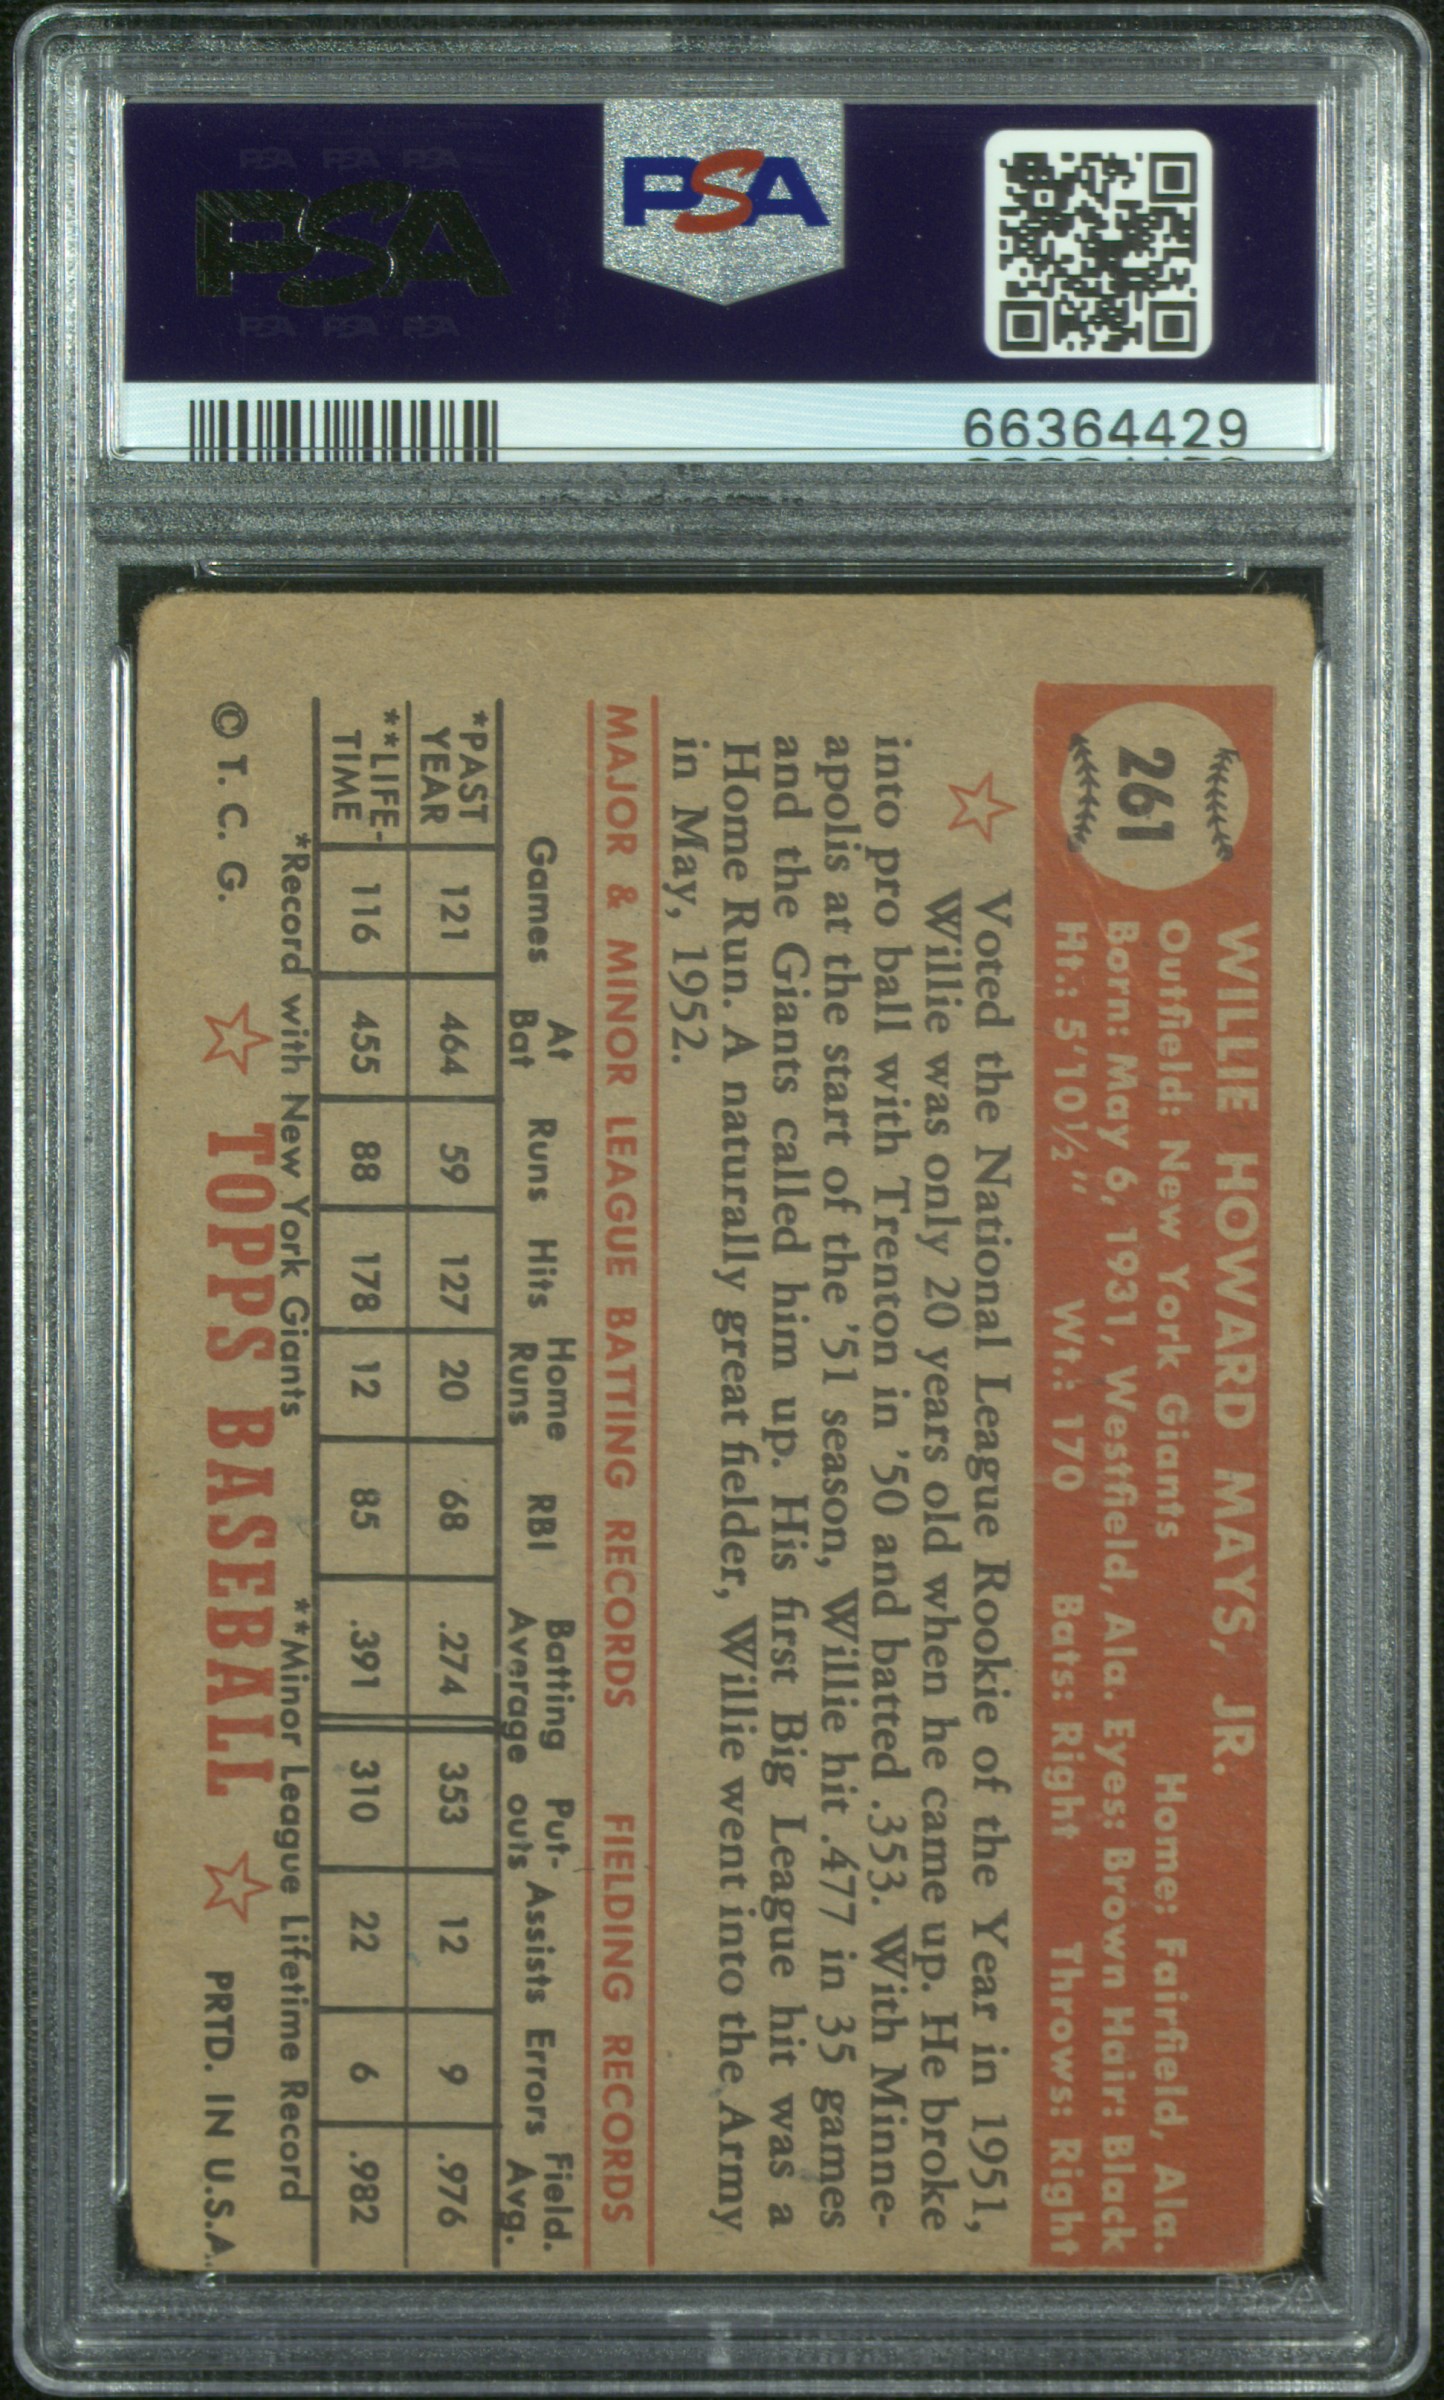 PSA PSA PSA
PSA
PSA PSA PSA
PSA
66364429
261
WILLIE HOWARD MAYS, JR.
Outfield: New York Giants Home: Fairfield, Ala.
Born: May 6, 1931, Westfield, Ala. Eyes: Brown Hair: Black
Ht.: 5'10½" Wt.: 170 Bats: Right Throws: Right
Voted the National League Rookie of the Year in 1951,
Willie was only 20 years old when he came up. He broke
into pro ball with Trenton in '50 and batted .353. With Minne-
apolis at the start of the '51 season, Willie hit .477 in 35 games
and the Giants called him up. His first Big League hit was a
Home Run. A naturally great fielder, Willie went into the Army
in May, 1952.
MAJOR & MINOR LEAGUE BATTING RECORDS FIELDING RECORDS
Games At Bat Runs Hits Home Runs RBI Batting Average Put-outs Assists Errors Field. Avg.
*PAST YEAR 121 464 59 127 20 68 .274 353 12 9 .976
**LIFE-TIME 116 455 88 178 12 85 .391 310 22 6 .982
*Record with New York Giants **Minor League Lifetime Record
© T. C. G. TOPPS BASEBALL PRTD. IN U.S.A.
PSA